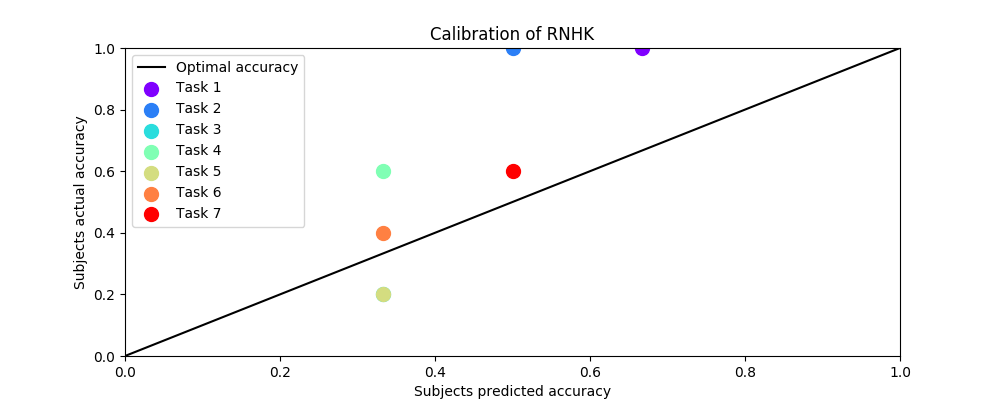 Calibration of RNHK
1.0
0.8
0.6
0.4
0.2
0.0
Subjects actual accuracy
Optimal accuracy
Task 1
Task 2
Task 3
Task 4
Task 5
Task 6
Task 7
0.0 0.2 0.4 0.6 0.8 1.0
Subjects predicted accuracy